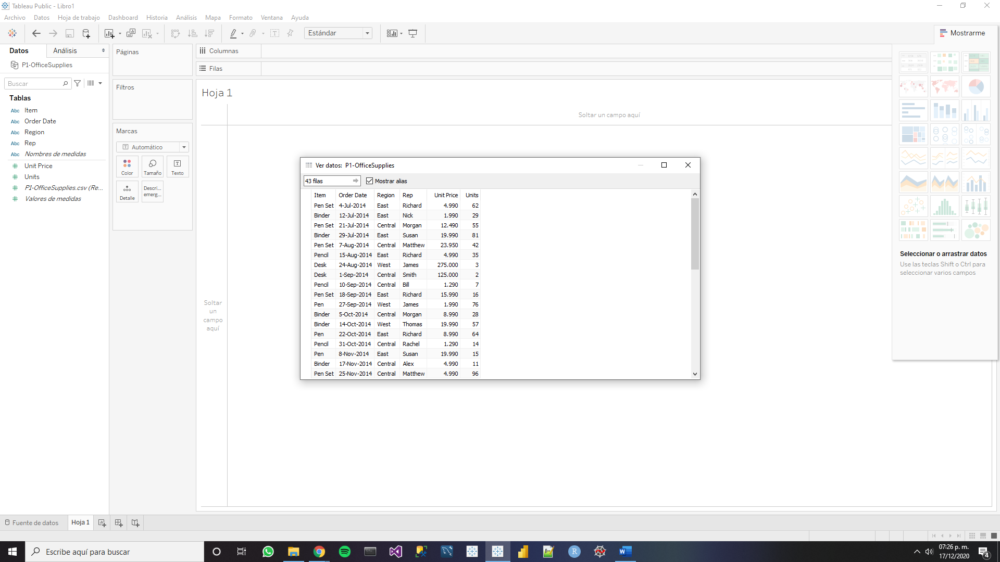 Tableau Public - Libro1
Archivo Datos Hoja de trabajo Dashboard Historia Análisis Mapa Formato Ventana Ayuda
Estándar
Mostrarme
Datos Análisis
P1-OfficeSupplies
Buscar
Tablas
Abc Item
Abc Order Date
Abc Region
Abc Rep
Abc Nombres de medidas
Unit Price
Units
P1-OfficeSupplies.csv (Re...
Valores de medidas
Páginas
Filtros
Marcas
Automático
Color Tamaño Texto
Detalle
Descri...
emerg...
Columnas
Filas
Hoja 1
Soltar un campo aquí
Soltar
un
campo
aquí
Ver datos: P1-OfficeSupplies
43 filas Mostrar alias
Item Order Date Region Rep Unit Price Units
Pen Set 4-Jul-2014 East Richard 4.990 62
Binder 12-Jul-2014 East Nick 1.990 29
Pen Set 21-Jul-2014 Central Morgan 12.490 55
Binder 29-Jul-2014 East Susan 19.990 81
Pen Set 7-Aug-2014 Central Matthew 23.950 42
Pencil 15-Aug-2014 East Richard 4.990 35
Desk 24-Aug-2014 West James 275.000 3
Desk 1-Sep-2014 Central Smith 125.000 2
Pencil 10-Sep-2014 Central Bill 1.290 7
Pen Set 18-Sep-2014 East Richard 15.990 16
Pen 27-Sep-2014 West James 1.990 76
Binder 5-Oct-2014 Central Morgan 8.990 28
Binder 14-Oct-2014 West Thomas 19.990 57
Pen 22-Oct-2014 East Richard 8.990 64
Pencil 31-Oct-2014 Central Rachel 1.290 14
Pen 8-Nov-2014 East Susan 19.990 15
Binder 17-Nov-2014 Central Alex 4.990 11
Pen Set 25-Nov-2014 Central Matthew 4.990 96
Seleccionar o arrastrar datos
Use las teclas Shift o Ctrl para
seleccionar varios campos
Fuente de datos Hoja 1
Escribe aquí para buscar
07:26 p. m.
17/12/2020
4